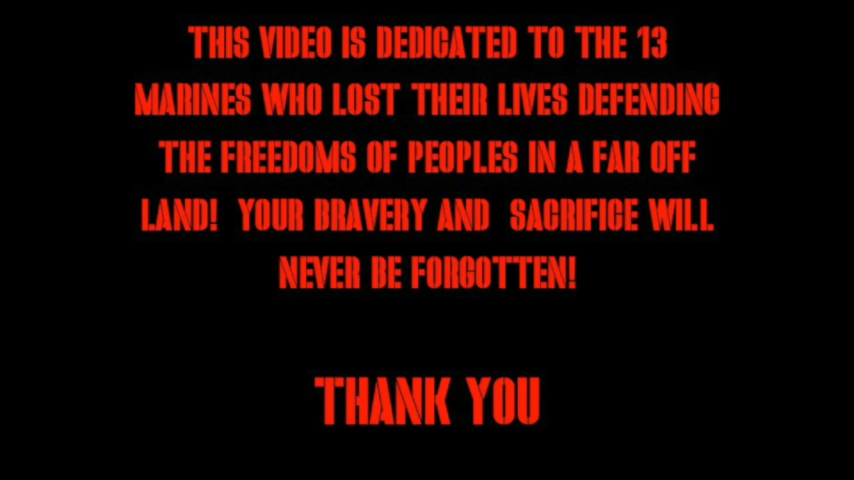 THIS VIDEO IS DEDICATED TO THE 13
MARINES WHO LOST THEIR LIVES DEFENDING
THE FREEDOMS OF PEOPLES IN A FAR OFF
LAND! YOUR BRAVERY AND SACRIFICE WILL
NEVER BE FORGOTTEN!
THANK YOU